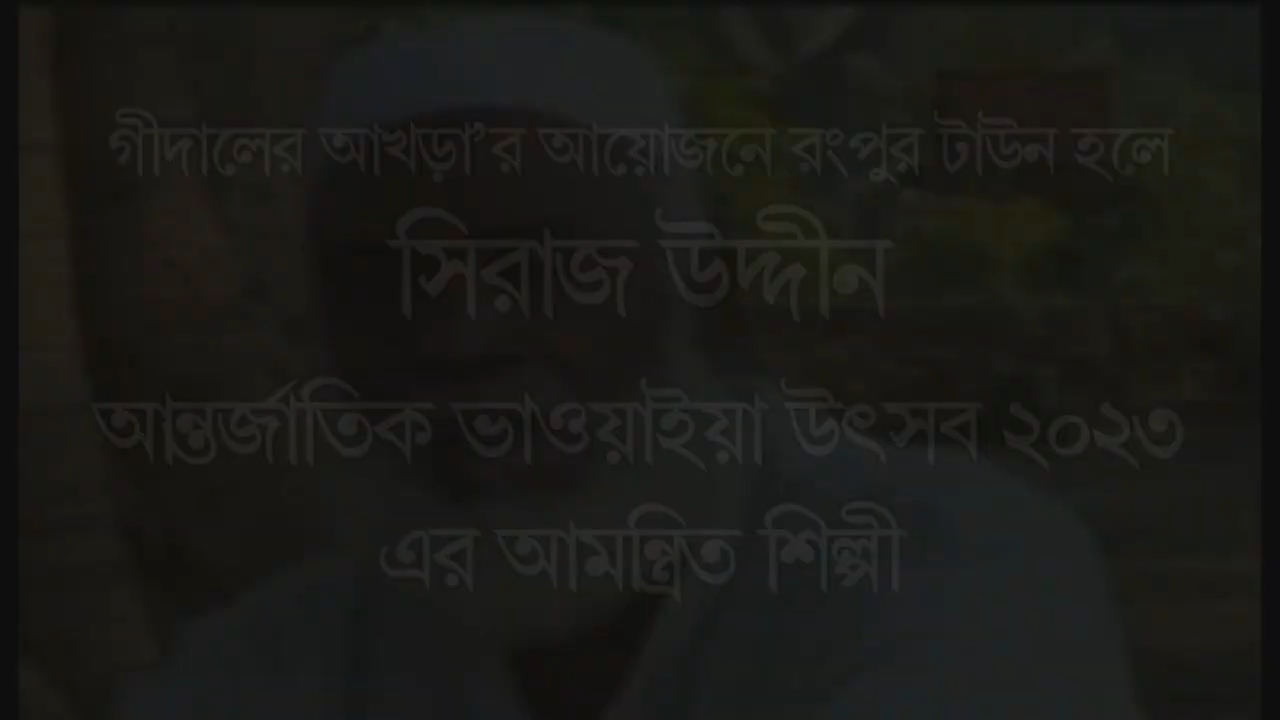 গীদালের আখড়া’র আয়োজনে রংপুর টাউন হলে
সিরাজ উদ্দীন
আন্তর্জাতিক ভাওয়াইয়া উৎসব ২০২৩
এর আমন্ত্রিত শিল্পী